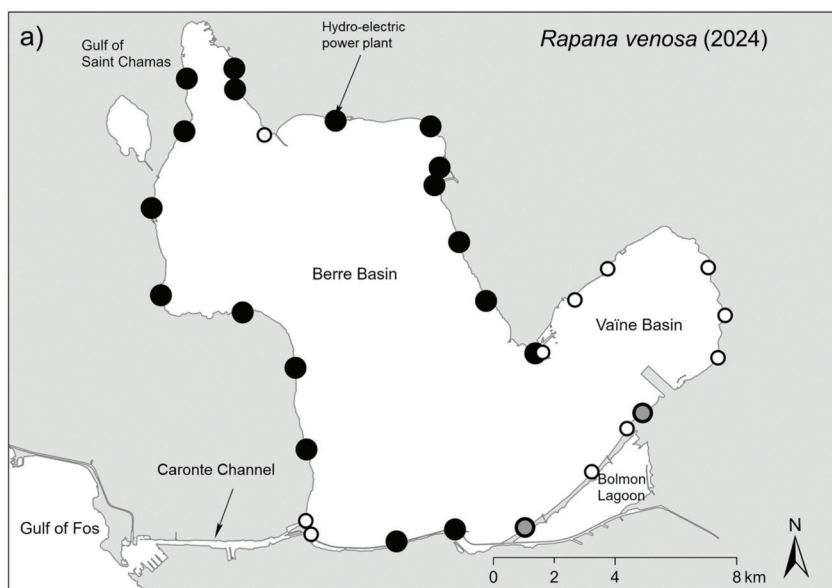 a)
Gulf of
Saint Chamas
Hydro-electric
power plant
Rapana venosa (2024)
Berre Basin
Vaïne Basin
Caronte Channel
Bolmon
Lagoon
Gulf of Fos
N
0 2 4 8 km